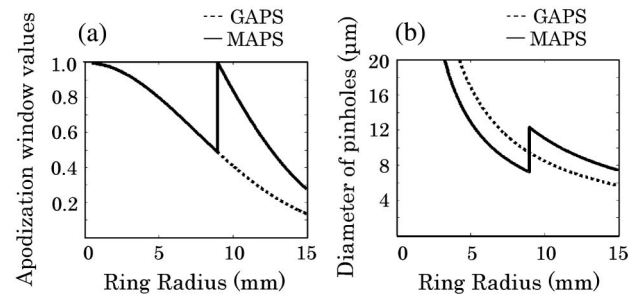 (a)
GAPS
MAPS
Apodization window values
1.0
0.8
0.6
0.4
0.2
0 5 10 15
Ring Radius (mm)
(b)
GAPS
MAPS
Diameter of pinholes (μm)
20
16
12
8
4
0 5 10 15
Ring Radius (mm)